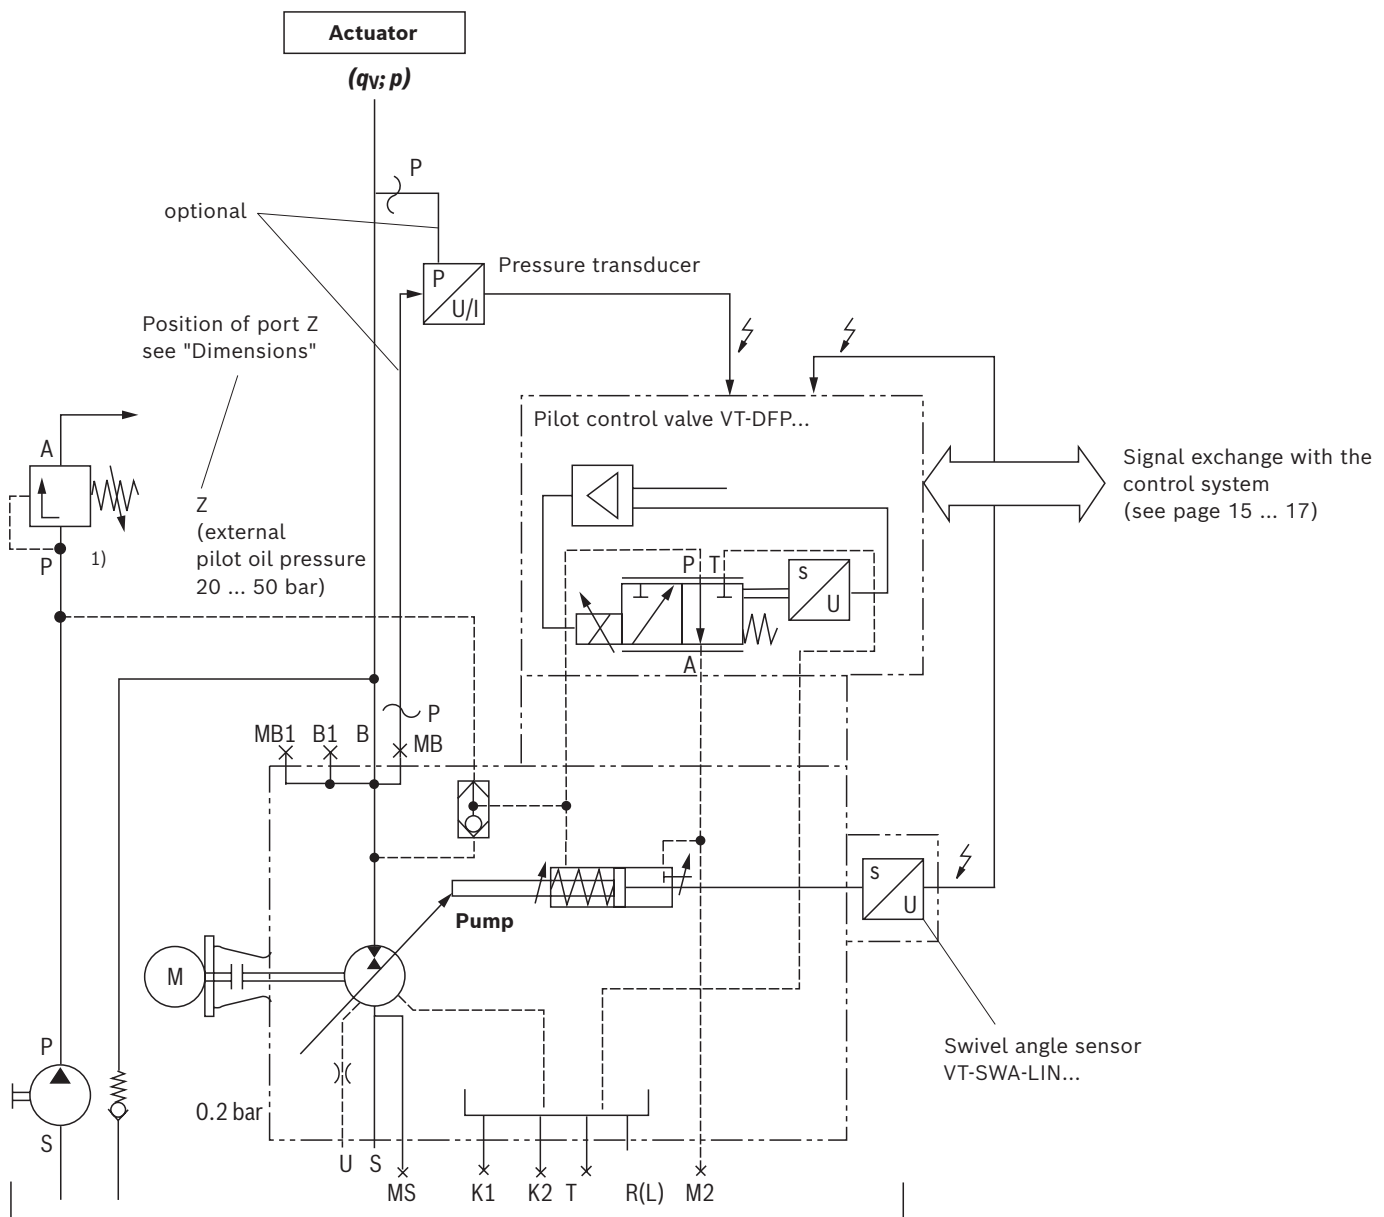 Actuator
(qV; p)
P
optional
P
U/I
Pressure transducer
Position of port Z
see "Dimensions"
Pilot control valve VT-DFP...
A
Signal exchange with the
control system
(see page 15 ... 17)
Z
(external
pilot oil pressure
20 ... 50 bar)
P
1)
P
T
s
U
A
MB1
B1
B
P
MB
s
U
Pump
M
P
Swivel angle sensor
VT-SWA-LIN...
0.2 bar
S
U
S
MS
K1
K2
T
R(L)
M2